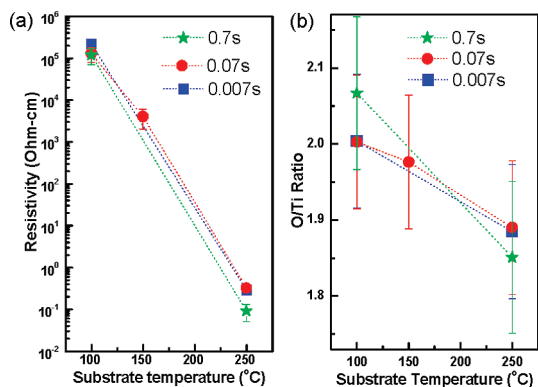 (a)
10^6
10^5
10^4
10^3
10^2
10^1
10^0
10^-1
10^-2
Resistivity (Ohm-cm)
0.7s
0.07s
0.007s
100 150 200 250
Substrate temperature (°C)
(b)
2.1
2.0
1.9
1.8
O/Ti Ratio
0.7s
0.07s
0.007s
100 150 200 250
Substrate Temperature (°C)